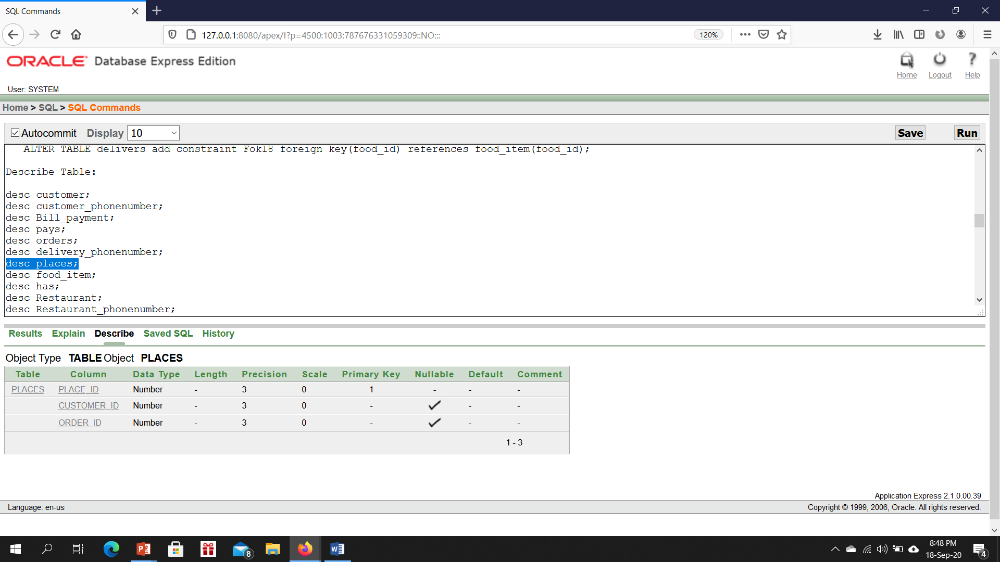 SQL Commands
127.0.0.1:8080/apex/f?p=4500:1003:787676331059309::NO:::
120%
ORACLE Database Express Edition
Home Logout Help
User: SYSTEM
Home > SQL > SQL Commands
Autocommit Display 10 Save Run
ALTER TABLE delivers add constraint Fok18 foreign key(food_id) references food_item(food_id);
Describe Table:
desc customer;
desc customer_phonenumber;
desc Bill_payment;
desc pays;
desc orders;
desc delivery_phonenumber;
desc places;
desc food_item;
desc has;
desc Restaurant;
desc Restaurant_phonenumber;
Results Explain Describe Saved SQL History
Object Type TABLE Object PLACES
Table Column Data Type Length Precision Scale Primary Key Nullable Default Comment
PLACES PLACE_ID Number - 3 0 1 - - -
CUSTOMER_ID Number - 3 0 - - -
ORDER_ID Number - 3 0 - - -
1 - 3
Application Express 2.1.0.00.39
Language: en-us
Copyright © 1999, 2006, Oracle. All rights reserved.
8
8:48 PM
18-Sep-20
4